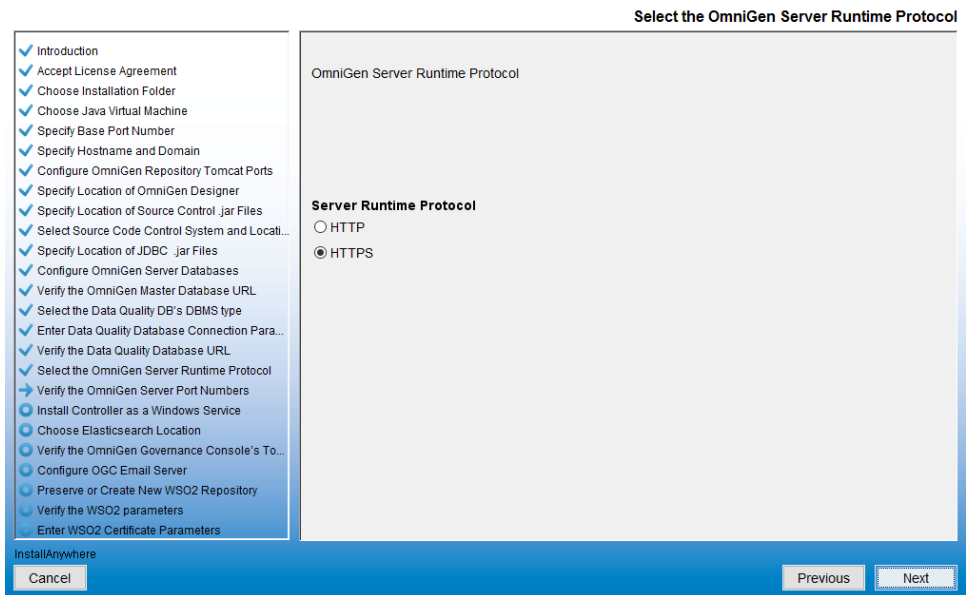 Select the OmniGen Server Runtime Protocol
Introduction
Accept License Agreement
Choose Installation Folder
Choose Java Virtual Machine
Specify Base Port Number
Specify Hostname and Domain
Configure OmniGen Repository Tomcat Ports
Specify Location of OmniGen Designer
Specify Location of Source Control .jar Files
Select Source Code Control System and Locati...
Specify Location of JDBC .jar Files
Configure OmniGen Server Databases
Verify the OmniGen Master Database URL
Select the Data Quality DB's DBMS type
Enter Data Quality Database Connection Para...
Verify the Data Quality Database URL
Select the OmniGen Server Runtime Protocol
Verify the OmniGen Server Port Numbers
Install Controller as a Windows Service
Choose Elasticsearch Location
Verify the OmniGen Governance Console's To...
Configure OGC Email Server
Preserve or Create New WSO2 Repository
Verify the WSO2 parameters
Enter WSO2 Certificate Parameters
OmniGen Server Runtime Protocol
Server Runtime Protocol
HTTP
HTTPS
InstallAnywhere
Cancel
Previous
Next